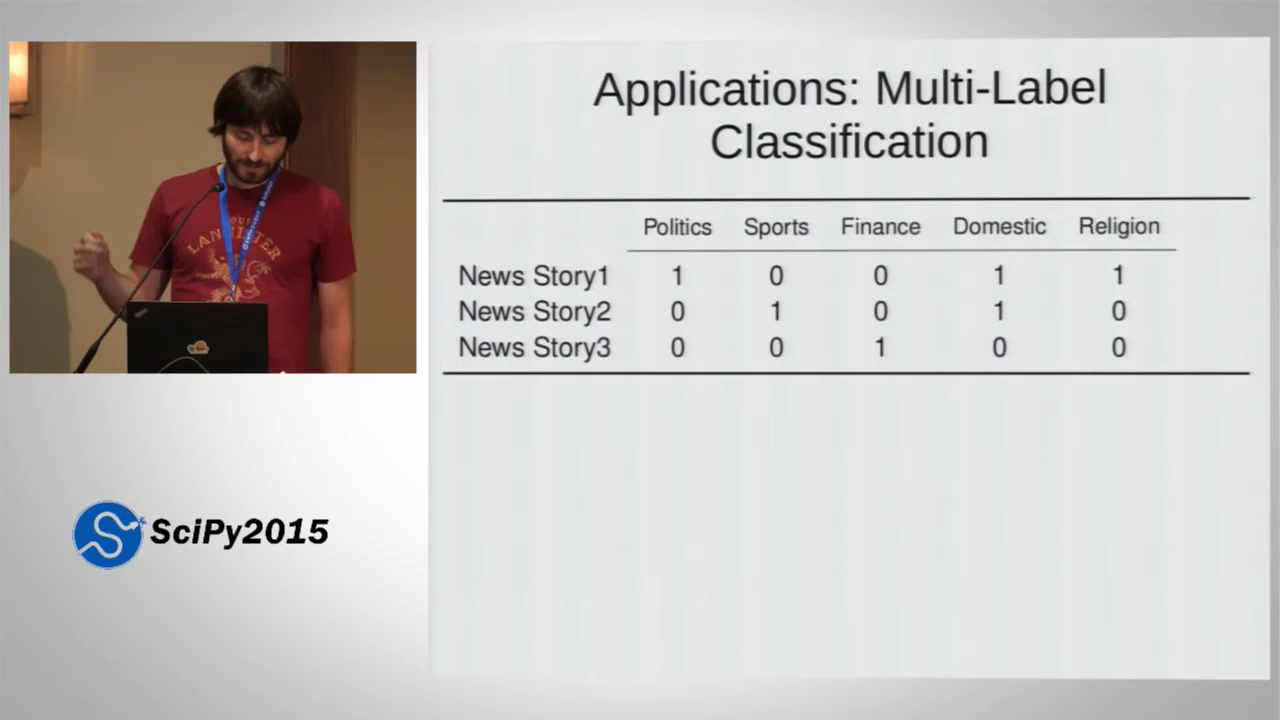 Applications: Multi-Label
Classification
Politics Sports Finance Domestic Religion
News Story1 1 0 0 1 1
News Story2 0 1 0 1 0
News Story3 0 0 1 0 0
LANNISTER
SciPy2015